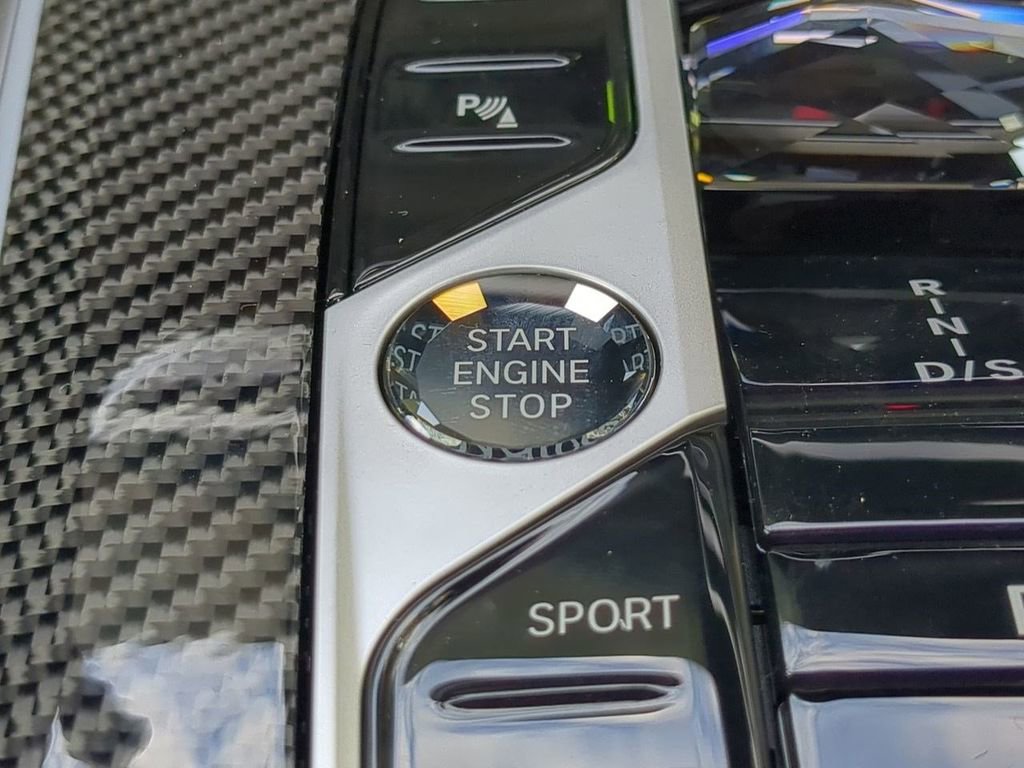 P
START
ENGINE
STOP
R
I
N
I
D/S
SPORT